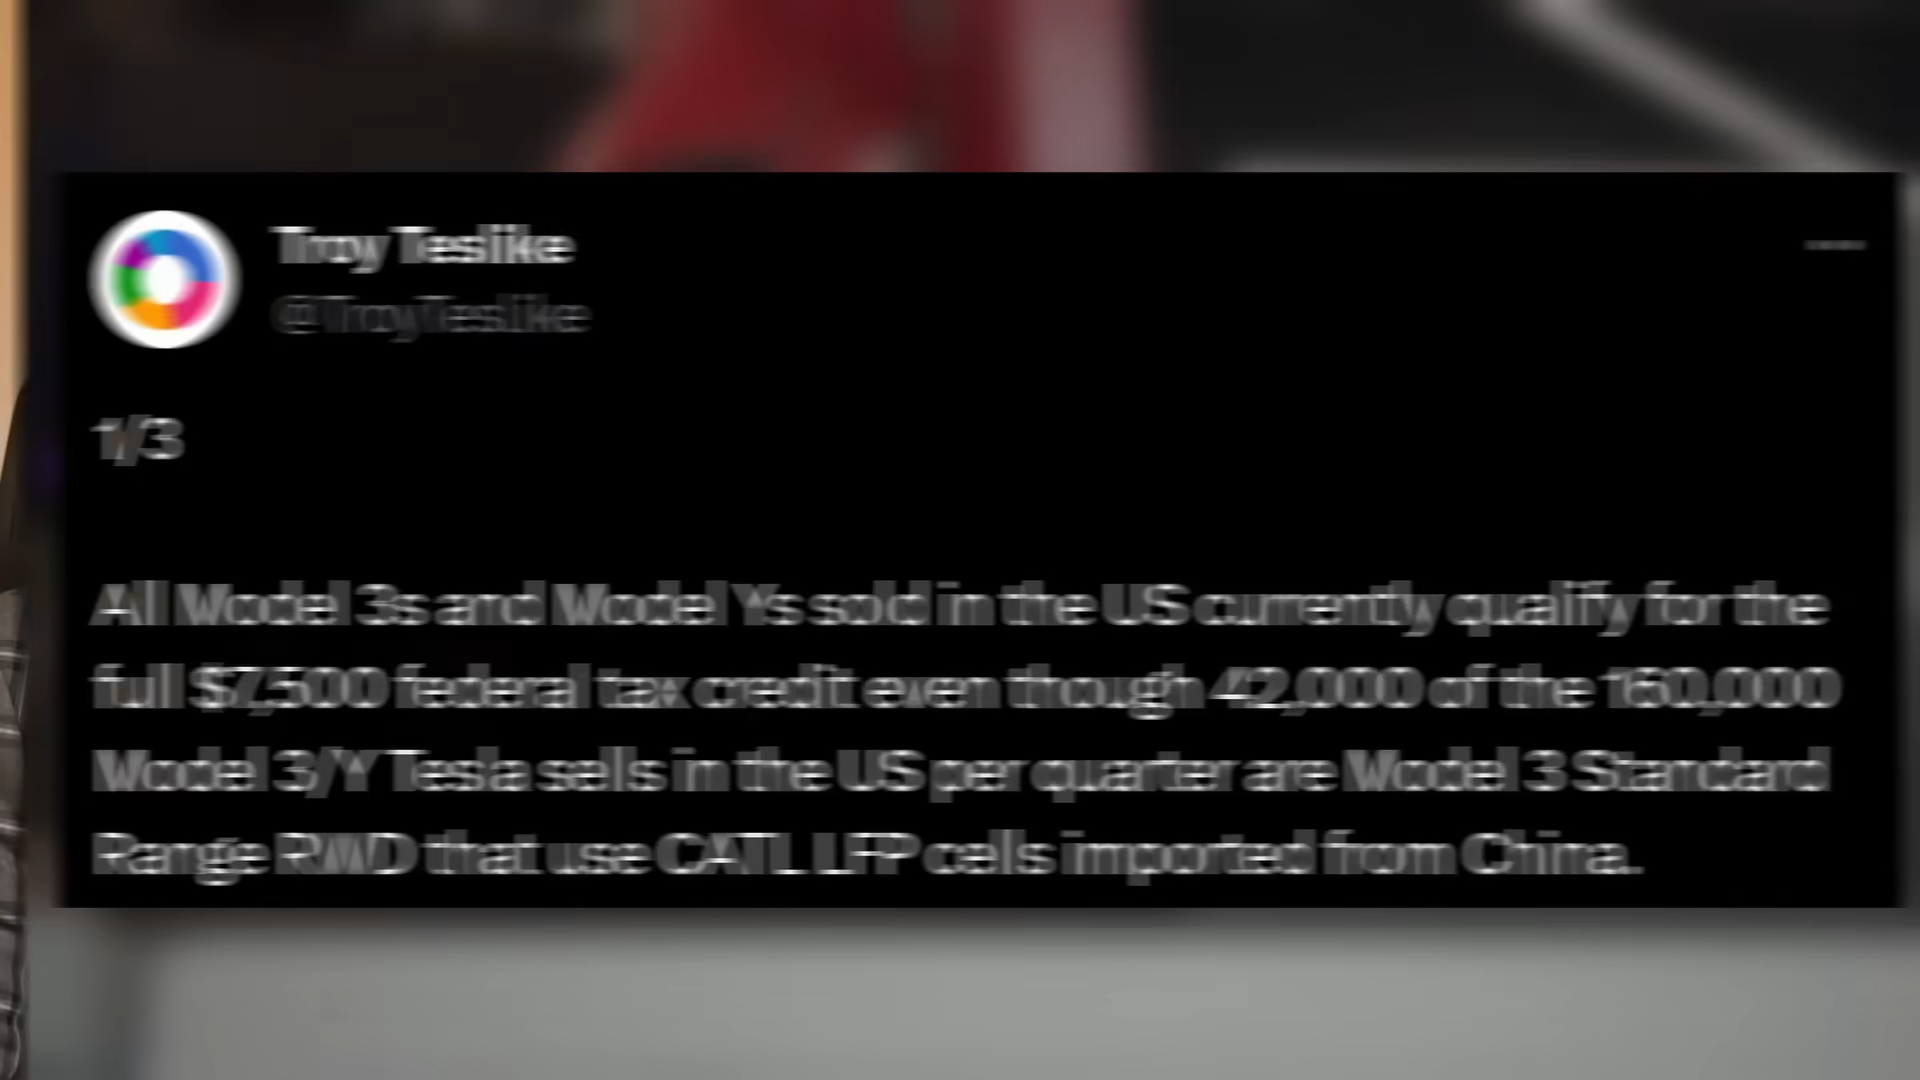 Troy Teslike
@TroyTeslike
1/3
All Model 3s and Model Ys sold in the US currently qualify for the
full $7,500 federal tax credit even though 42,000 of the 160,000
Model 3/Y Tesla sells in the US per quarter are Model 3 Standard
Range RWD that use CATL LFP cells imported from China.